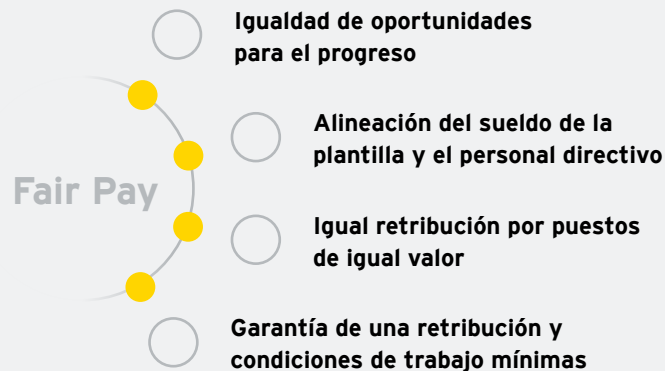 Igualdad de oportunidades
para el progreso
Alineación del sueldo de la
plantilla y el personal directivo
Fair Pay
Igual retribución por puestos
de igual valor
Garantía de una retribución y
condiciones de trabajo mínimas